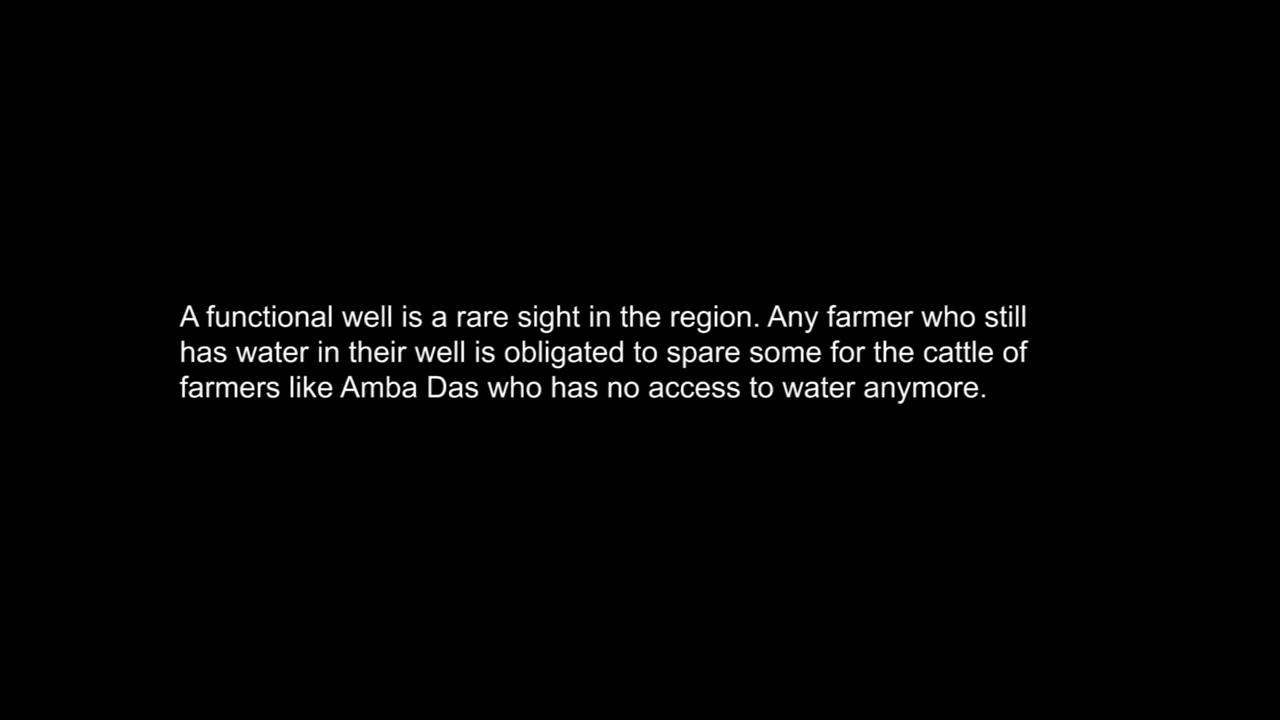 A functional well is a rare sight in the region. Any farmer who still
has water in their well is obligated to spare some for the cattle of
farmers like Amba Das who has no access to water anymore.